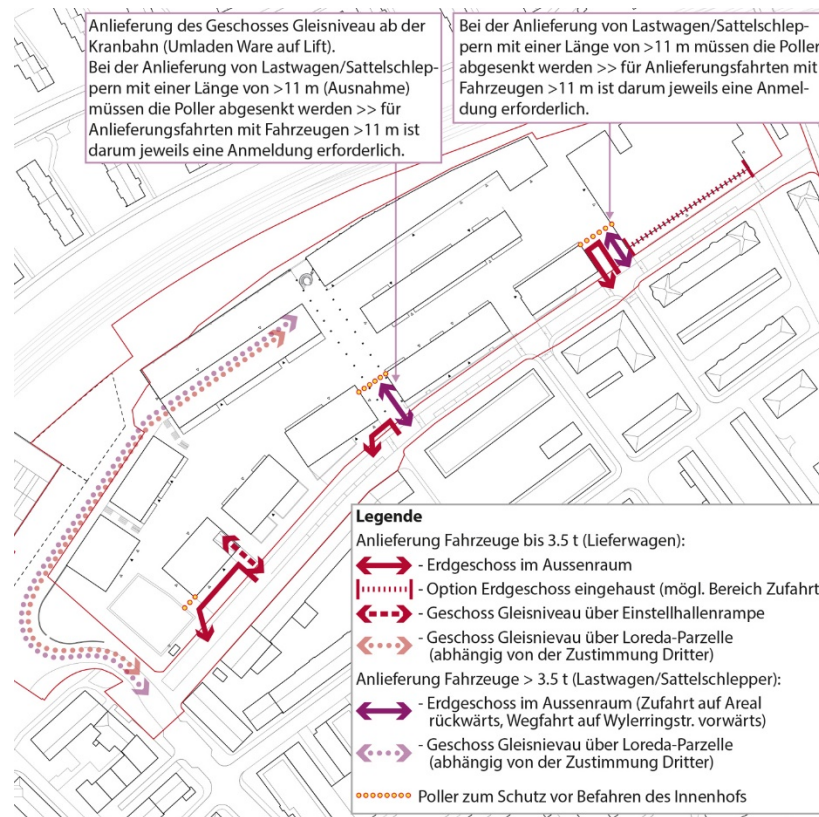 Anlieferung des Geschosses Gleisniveau ab der
Kranbahn (Umladen Ware auf Lift).
Bei der Anlieferung von Lastwagen/Sattelschlep-
pern mit einer Länge von >11 m (Ausnahme)
müssen die Poller abgesenkt werden >> für
Anlieferungsfahrten mit Fahrzeugen >11 m ist
darum jeweils eine Anmeldung erforderlich.
Bei der Anlieferung von Lastwagen/Sattelschlep-
pern mit einer Länge von >11 m müssen die Poller
abgesenkt werden >> für Anlieferungsfahrten mit
Fahrzeugen >11 m ist darum jeweils eine Anmel-
dung erforderlich.
Legende
Anlieferung Fahrzeuge bis 3.5 t (Lieferwagen):
- Erdgeschoss im Aussenraum
- Option Erdgeschoss eingehaust (mögl. Bereich Zufahrt
- Geschoss Gleisniveau über Einstellhallenrampe
- Geschoss Gleisnievau über Loreda-Parzelle
(abhängig von der Zustimmung Dritter)
Anlieferung Fahrzeuge > 3.5 t (Lastwagen/Sattelschlepper):
- Erdgeschoss im Aussenraum (Zufahrt auf Areal
rückwärts, Wegfahrt auf Wylerringstr. vorwärts)
- Geschoss Gleisnievau über Loreda-Parzelle
(abhängig von der Zustimmung Dritter)
Poller zum Schutz vor Befahren des Innenhofs